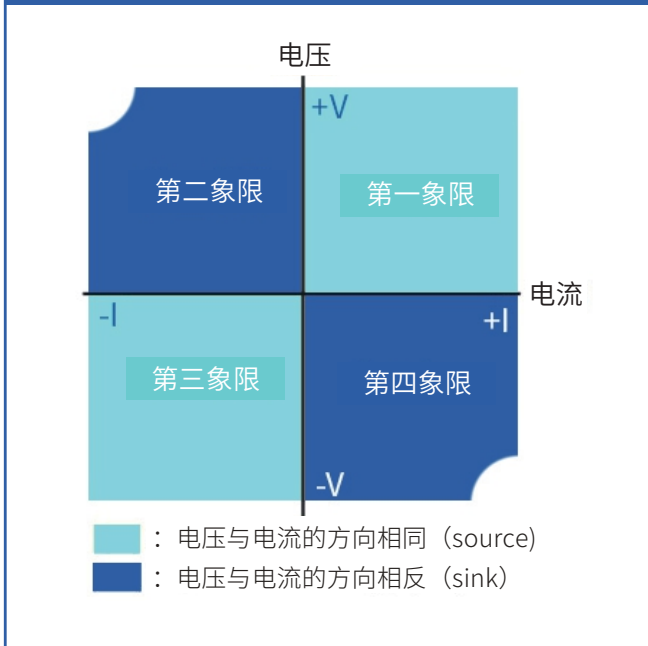 电压
+V
第二象限
第一象限
电流
-I
+I
第三象限
第四象限
-V
：电压与电流的方向相同（source)
：电压与电流的方向相反（sink）